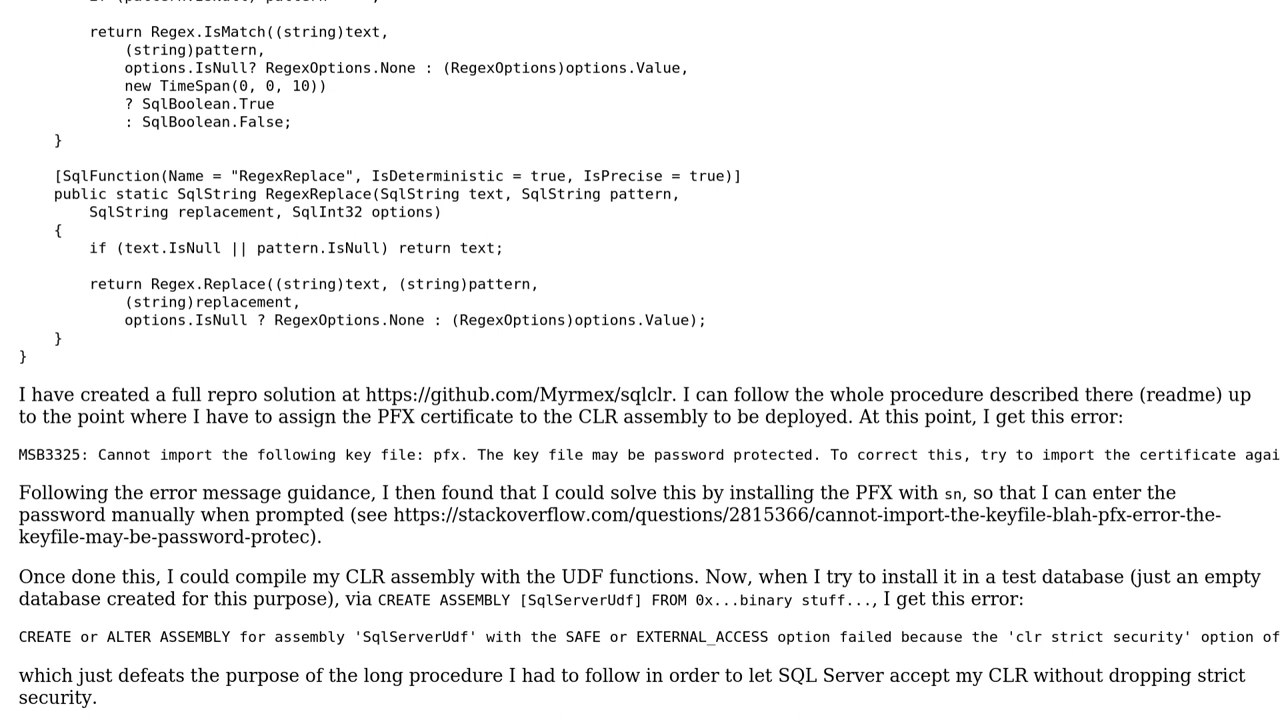 return Regex.IsMatch((string)text,
(string)pattern,
options.IsNull? RegexOptions.None : (RegexOptions)options.Value,
new TimeSpan(0, 0, 10))
? SqlBoolean.True
: SqlBoolean.False;
}
[SqlFunction(Name = "RegexReplace", IsDeterministic = true, IsPrecise = true)]
public static SqlString RegexReplace(SqlString text, SqlString pattern,
SqlString replacement, SqlInt32 options)
{
if (text.IsNull || pattern.IsNull) return text;
return Regex.Replace((string)text, (string)pattern,
(string)replacement,
options.IsNull ? RegexOptions.None : (RegexOptions)options.Value);
}
}
I have created a full repro solution at https://github.com/Myrmex/sqlclr. I can follow the whole procedure described there (readme) up
to the point where I have to assign the PFX certificate to the CLR assembly to be deployed. At this point, I get this error:
MSB3325: Cannot import the following key file: pfx. The key file may be password protected. To correct this, try to import the certificate agai
Following the error message guidance, I then found that I could solve this by installing the PFX with sn, so that I can enter the
password manually when prompted (see https://stackoverflow.com/questions/2815366/cannot-import-the-keyfile-blah-pfx-error-the-
keyfile-may-be-password-protec).
Once done this, I could compile my CLR assembly with the UDF functions. Now, when I try to install it in a test database (just an empty
database created for this purpose), via CREATE ASSEMBLY [SqlServerUdf] FROM 0x...binary stuff..., I get this error:
CREATE or ALTER ASSEMBLY for assembly 'SqlServerUdf' with the SAFE or EXTERNAL_ACCESS option failed because the 'clr strict security' option of
which just defeats the purpose of the long procedure I had to follow in order to let SQL Server accept my CLR without dropping strict
security.